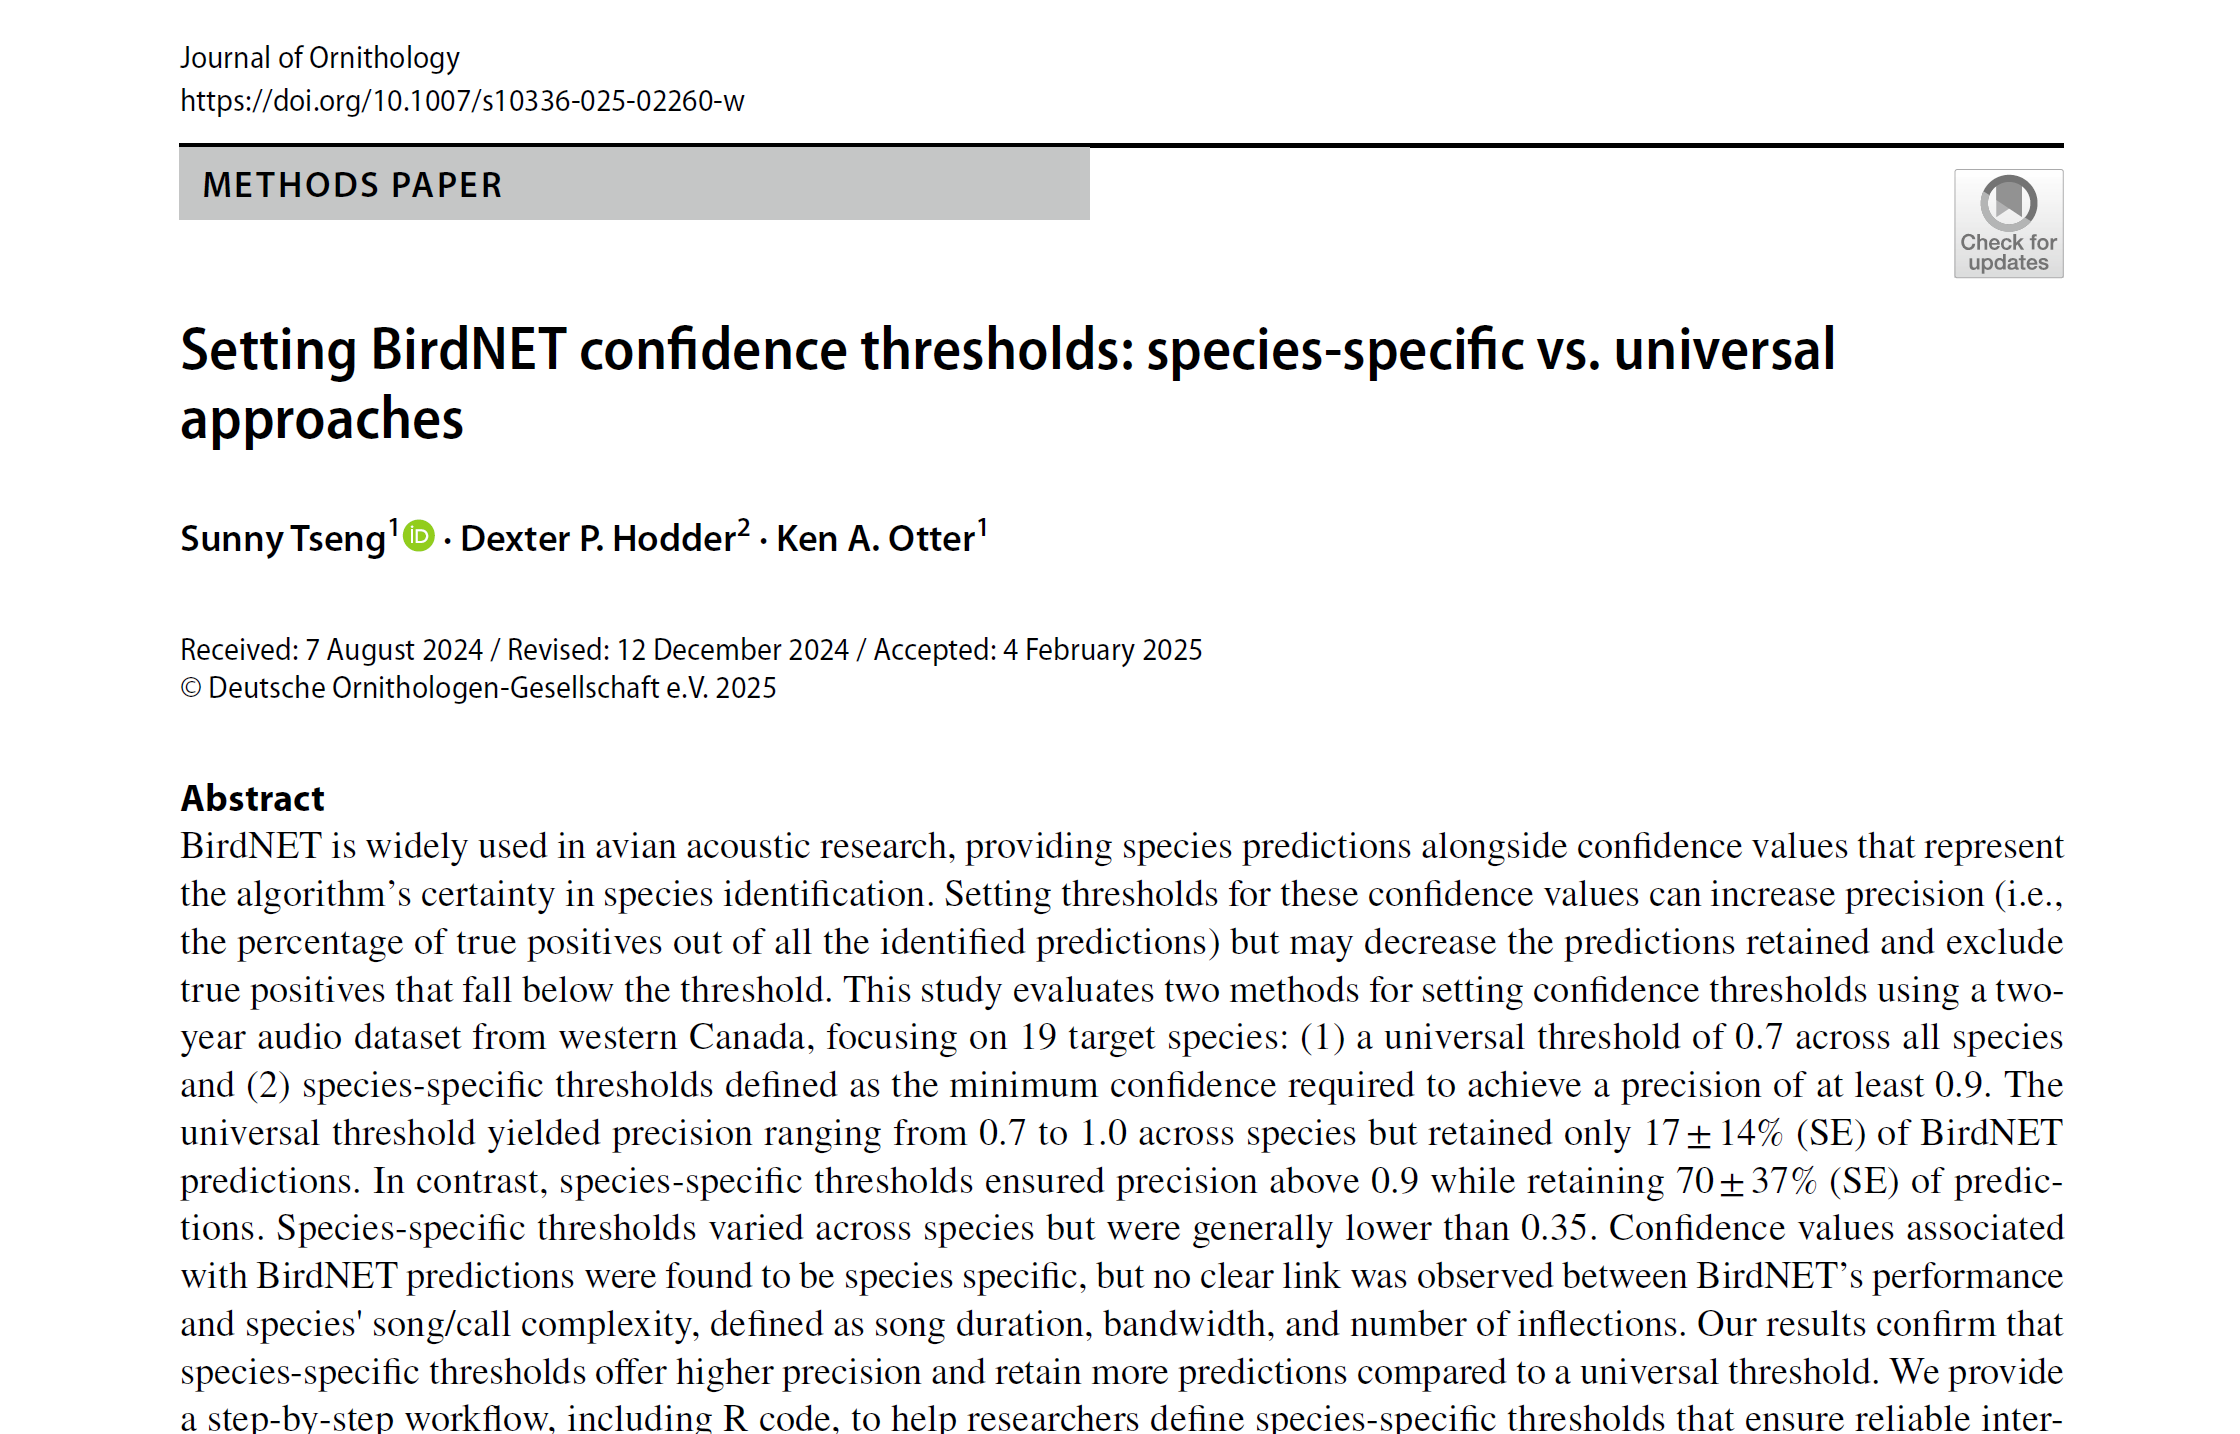 Journal of Ornithology
https://doi.org/10.1007/s10336-025-02260-w
METHODS PAPER
Check for
updates
Setting BirdNET confidence thresholds: species-specific vs. universal
approaches
Sunny Tseng1 iD · Dexter P. Hodder2 · Ken A. Otter1
Received: 7 August 2024 / Revised: 12 December 2024 / Accepted: 4 February 2025
© Deutsche Ornithologen-Gesellschaft e.V. 2025
Abstract
BirdNET is widely used in avian acoustic research, providing species predictions alongside confidence values that represent
the algorithm’s certainty in species identification. Setting thresholds for these confidence values can increase precision (i.e.,
the percentage of true positives out of all the identified predictions) but may decrease the predictions retained and exclude
true positives that fall below the threshold. This study evaluates two methods for setting confidence thresholds using a two-
year audio dataset from western Canada, focusing on 19 target species: (1) a universal threshold of 0.7 across all species
and (2) species-specific thresholds defined as the minimum confidence required to achieve a precision of at least 0.9. The
universal threshold yielded precision ranging from 0.7 to 1.0 across species but retained only 17 ± 14% (SE) of BirdNET
predictions. In contrast, species-specific thresholds ensured precision above 0.9 while retaining 70 ± 37% (SE) of predic-
tions. Species-specific thresholds varied across species but were generally lower than 0.35. Confidence values associated
with BirdNET predictions were found to be species specific, but no clear link was observed between BirdNET’s performance
and species' song/call complexity, defined as song duration, bandwidth, and number of inflections. Our results confirm that
species-specific thresholds offer higher precision and retain more predictions compared to a universal threshold. We provide
a step-by-step workflow, including R code, to help researchers define species-specific thresholds that ensure reliable inter-